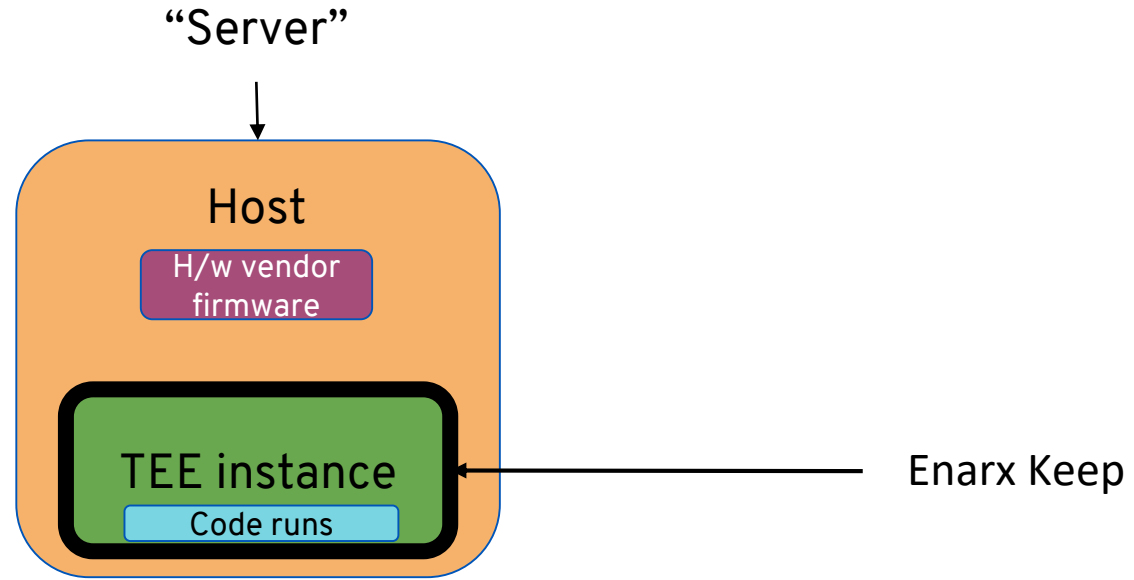 “Server”
Host
H/w vendor
firmware
TEE instance
Code runs
Enarx Keep